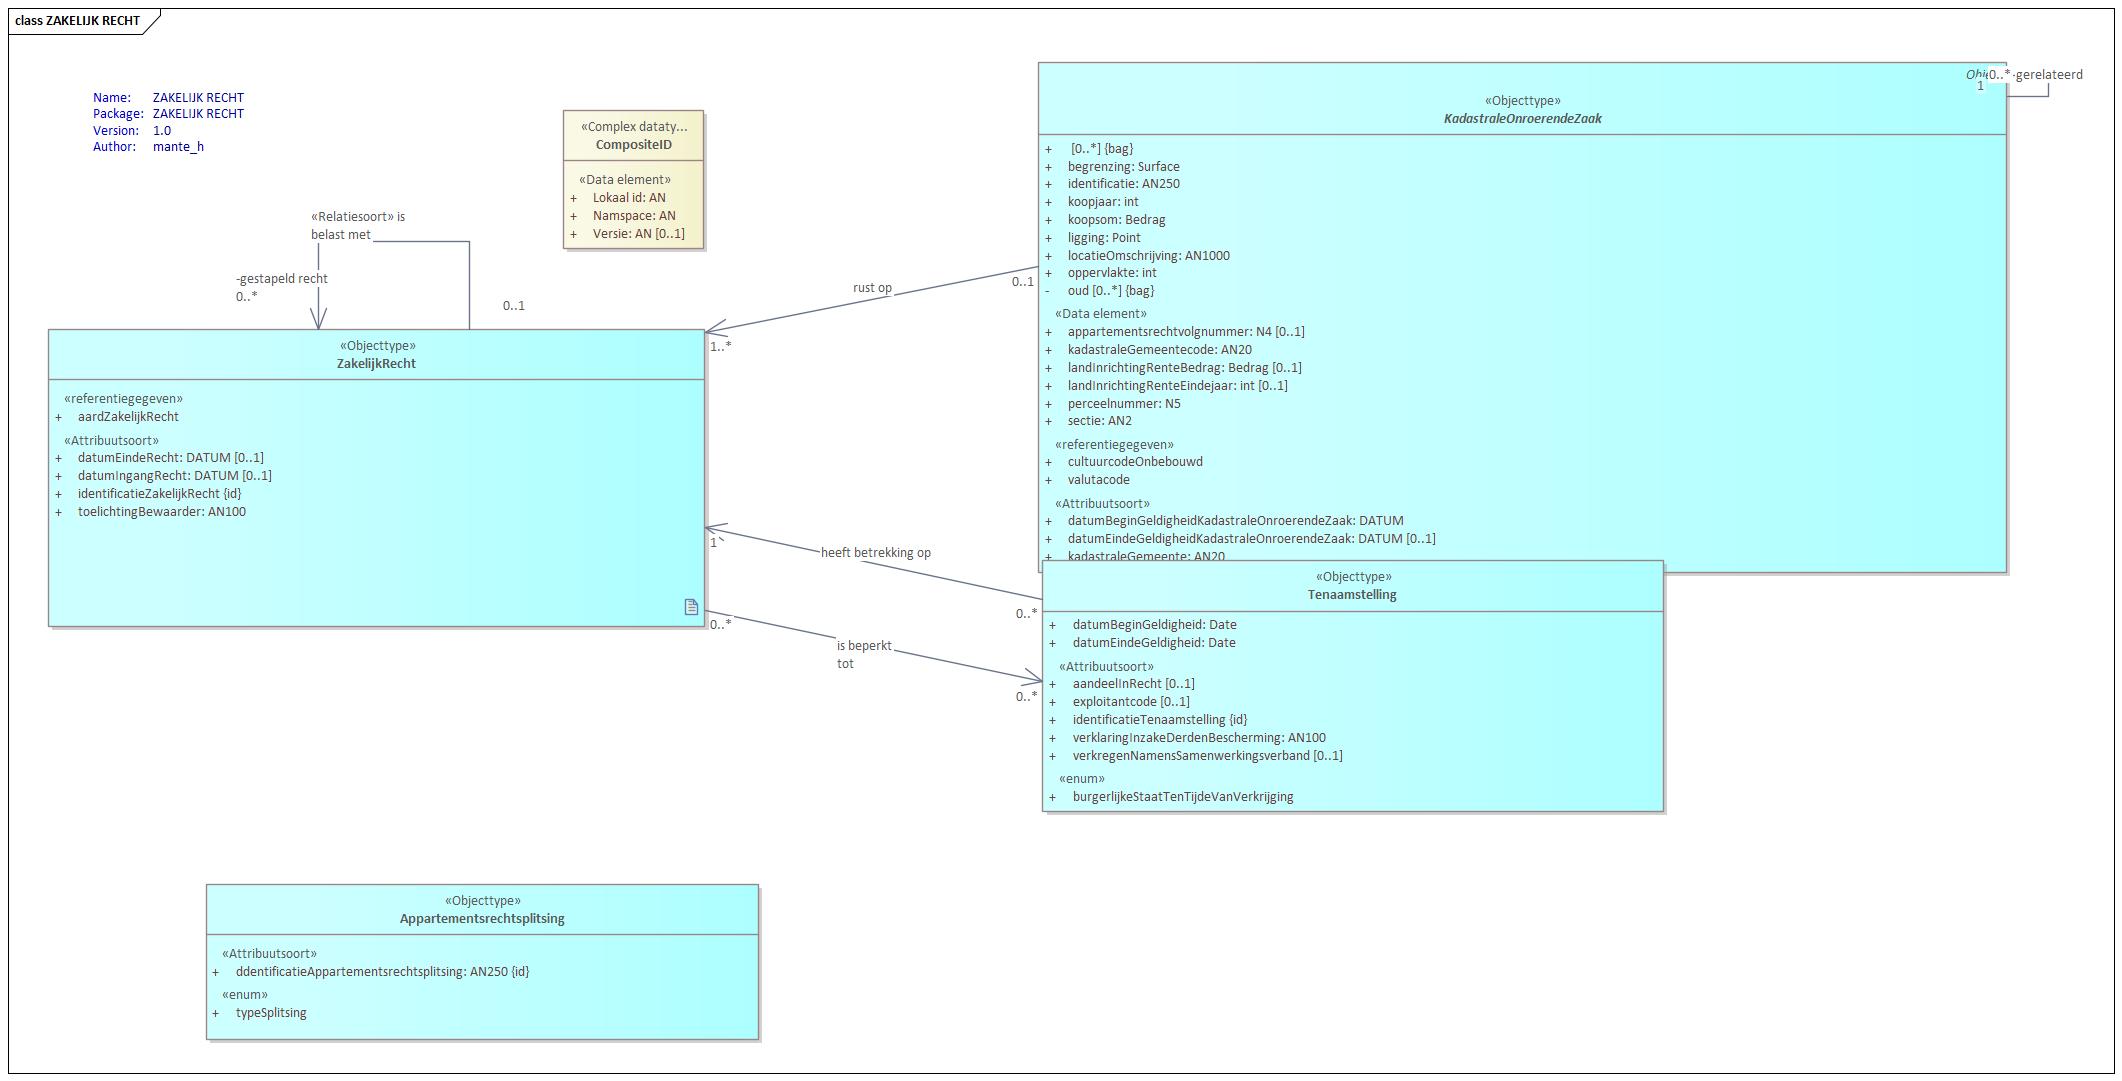 class ZAKELIJK RECHT
Name: ZAKELIJK RECHT
Package: ZAKELIJK RECHT
Version: 1.0
Author: mante_h
«Complex dataty...
CompositeID
«Data element»
+ Lokaal id: AN
+ Namspace: AN
+ Versie: AN [0..1]
0..* -gerelateerd
1
«Objecttype»
KadastraleOnroerendeZaak
+ [0..*] {bag}
+ begrenzing: Surface
+ identificatie: AN250
+ koopjaar: int
+ koopsom: Bedrag
+ ligging: Point
+ locatieOmschrijving: AN1000
+ oppervlakte: int
- oud [0..*] {bag}
«Data element»
+ appartementsrechtvolgnummer: N4 [0..1]
+ kadastraleGemeentecode: AN20
+ landInrichtingRenteBedrag: Bedrag [0..1]
+ landInrichtingRenteEindejaar: int [0..1]
+ perceelnummer: N5
+ sectie: AN2
«referentiegegeven»
+ cultuurcodeOnbebouwd
+ valutacode
«Attribuutsoort»
+ datumBeginGeldigheidKadastraleOnroerendeZaak: DATUM
+ datumEindeGeldigheidKadastraleOnroerendeZaak: DATUM [0..1]
+ kadastraleGemeente: AN20
«Relatiesoort» is
belast met
-gestapeld recht
0..*
0..1
rust op
0..1
1..*
«Objecttype»
ZakelijkRecht
«referentiegegeven»
+ aardZakelijkRecht
«Attribuutsoort»
+ datumEindeRecht: DATUM [0..1]
+ datumIngangRecht: DATUM [0..1]
+ identificatieZakelijkRecht {id}
+ toelichtingBewaarder: AN100
1
heeft betrekking op
0..*
0..*
is beperkt
tot
0..*
«Objecttype»
Tenaamstelling
+ datumBeginGeldigheid: Date
+ datumEindeGeldigheid: Date
«Attribuutsoort»
+ aandeelInRecht [0..1]
+ exploitantcode [0..1]
+ identificatieTenaamstelling {id}
+ verklaringInzakeDerdenBescherming: AN100
+ verkregenNamensSamenwerkingsverband [0..1]
«enum»
+ burgerlijkeStaatTenTijdeVanVerkrijging
«Objecttype»
Appartementsrechtsplitsing
«Attribuutsoort»
+ ddentificatieAppartementsrechtsplitsing: AN250 {id}
«enum»
+ typeSplitsing